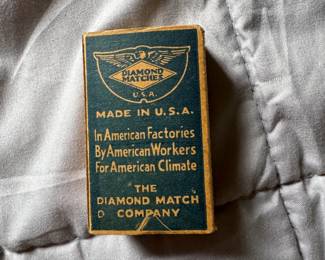 DIAMOND
MATCHES
U.S.A.
MADE IN U.S.A.
In American Factories
By American Workers
For American Climate
THE
DIAMOND MATCH
D COMPANY